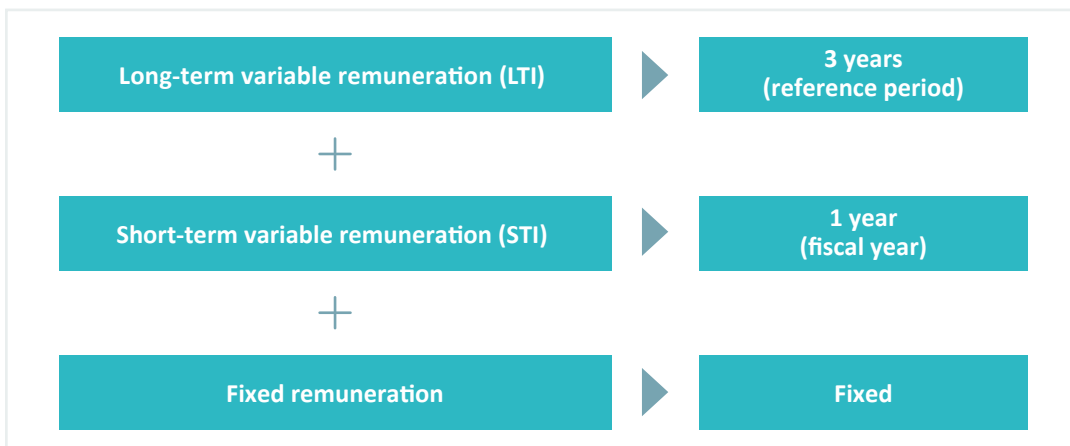 Long-term variable remuneration (LTI)
3 years
(reference period)
+
Short-term variable remuneration (STI)
1 year
(fiscal year)
+
Fixed remuneration
Fixed